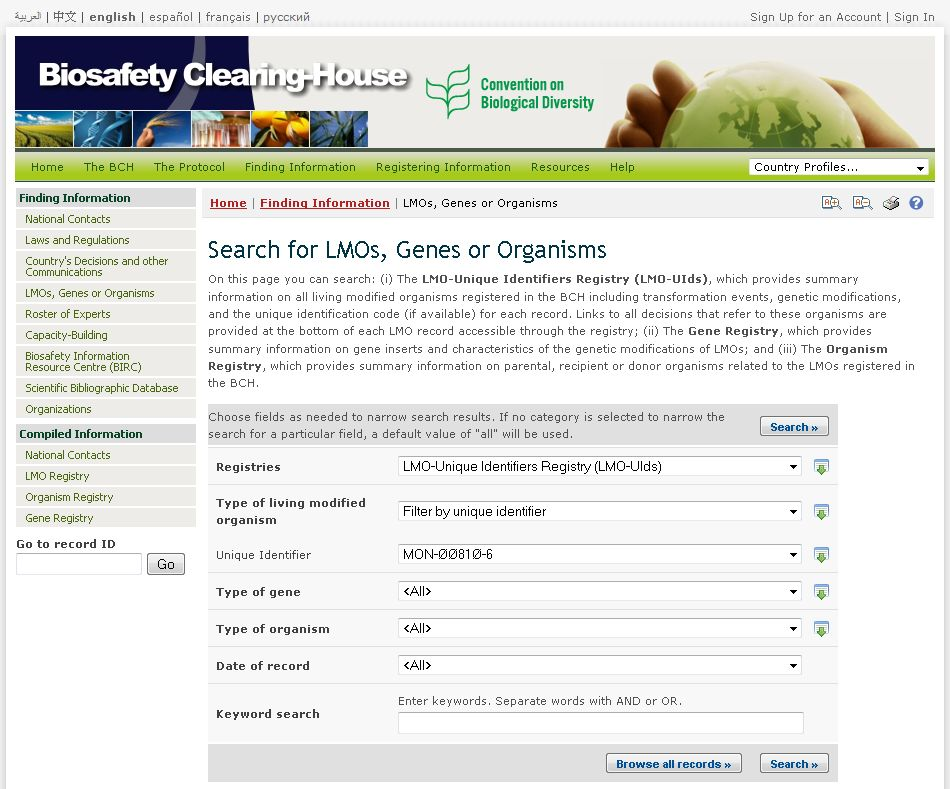 العربية | 中文 | english | español | français | русский
Sign Up for an Account | Sign In
Biosafety Clearing-House
Convention on
Biological Diversity
Home The BCH The Protocol Finding Information Registering Information Resources Help
Country Profiles...
Finding Information
National Contacts
Laws and Regulations
Country's Decisions and other
Communications
LMOs, Genes or Organisms
Roster of Experts
Capacity-Building
Biosafety Information
Resource Centre (BIRC)
Scientific Bibliographic Database
Organizations
Compiled Information
National Contacts
LMO Registry
Organism Registry
Gene Registry
Go to record ID
Go
Home | Finding Information | LMOs, Genes or Organisms
Search for LMOs, Genes or Organisms
On this page you can search: (i) The LMO-Unique Identifiers Registry (LMO-UIds), which provides summary
information on all living modified organisms registered in the BCH including transformation events, genetic modifications,
and the unique identification code (if available) for each record. Links to all decisions that refer to these organisms are
provided at the bottom of each LMO record accessible through the registry; (ii) The Gene Registry, which provides
summary information on gene inserts and characteristics of the genetic modifications of LMOs; and (iii) The Organism
Registry, which provides summary information on parental, recipient or donor organisms related to the LMOs registered in
the BCH.
Choose fields as needed to narrow search results. If no category is selected to narrow the
search for a particular field, a default value of "all" will be used.
Search »
Registries
LMO-Unique Identifiers Registry (LMO-UIds)
Type of living modified
organism
Filter by unique identifier
Unique Identifier
MON-ØØ81Ø-6
Type of gene
<All>
Type of organism
<All>
Date of record
<All>
Enter keywords. Separate words with AND or OR.
Keyword search
Browse all records »
Search »